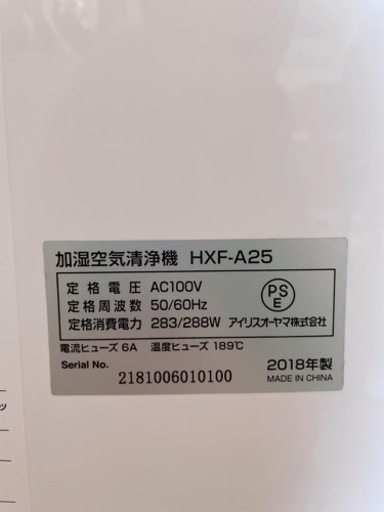 加湿空気清浄機 HXF-A25
定格電圧 AC100V
定格周波数 50/60Hz
定格消費電力 283/288W
PSE
アイリスオーヤマ株式会社
電流ヒューズ 6A 温度ヒューズ 189℃
Serial No. 2181006010100
2018年製
MADE IN CHINA
ッ